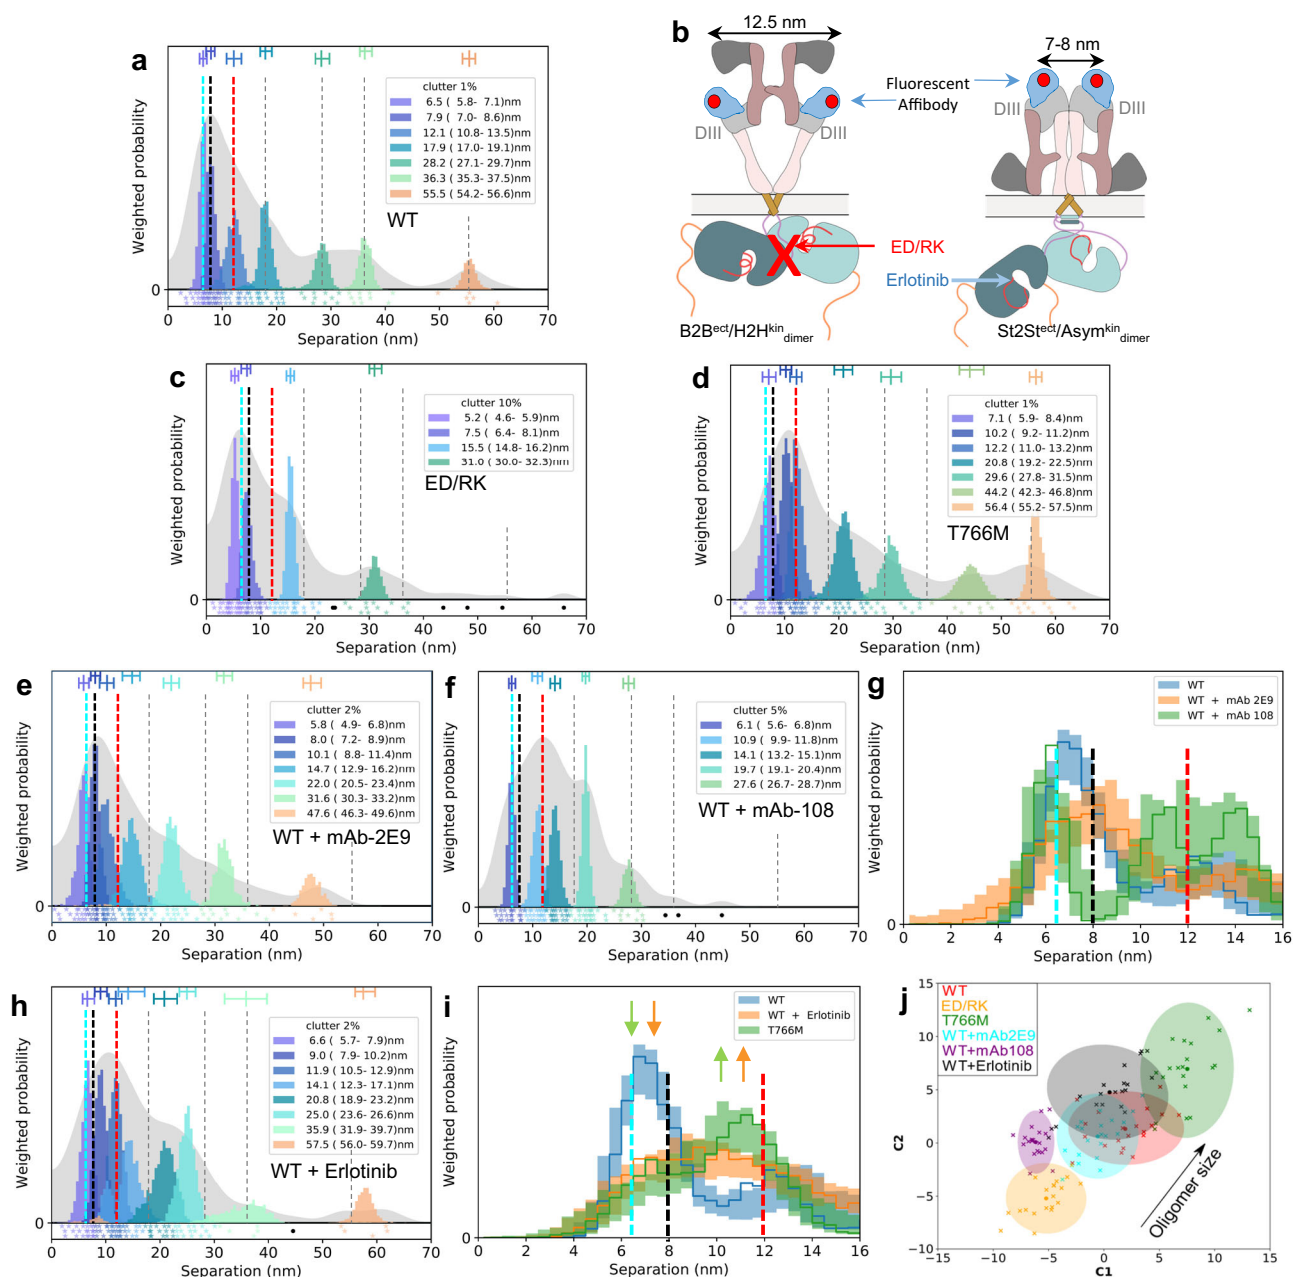 a
Weighted probability
clutter 1%
6.5 ( 5.8- 7.1)nm
7.9 ( 7.0- 8.6)nm
12.1 ( 10.8- 13.5)nm
17.9 ( 17.0- 19.1)nm
28.2 ( 27.1- 29.7)nm
36.3 ( 35.3- 37.5)nm
55.5 ( 54.2- 56.6)nm
WT
0
0 10 20 30 40 50 60 70
Separation (nm)
b
12.5 nm
7-8 nm
Fluorescent
Affibody
DIII
DIII
DIII
DIII
ED/RK
Erlotinib
B2Bect/H2Hkin dimer
St2Stect/Asymkin dimer
c
Weighted probability
clutter 10%
5.2 ( 4.6- 5.9)nm
7.5 ( 6.4- 8.1)nm
15.5 ( 14.8- 16.2)nm
31.0 ( 30.0- 32.3)nm
ED/RK
0
0 10 20 30 40 50 60 70
Separation (nm)
d
Weighted probability
clutter 1%
7.1 ( 5.9- 8.4)nm
10.2 ( 9.2- 11.2)nm
12.2 ( 11.0- 13.2)nm
20.8 ( 19.2- 22.5)nm
29.6 ( 27.8- 31.5)nm
44.2 ( 42.3- 46.8)nm
56.4 ( 55.2- 57.5)nm
T766M
0
0 10 20 30 40 50 60 70
Separation (nm)
e
Weighted probability
clutter 2%
5.8 ( 4.9- 6.8)nm
8.0 ( 7.2- 8.9)nm
10.1 ( 8.8- 11.4)nm
14.7 ( 12.9- 16.2)nm
22.0 ( 20.5- 23.4)nm
31.6 ( 30.3- 33.2)nm
47.6 ( 46.3- 49.6)nm
WT + mAb-2E9
0
0 10 20 30 40 50 60 70
Separation (nm)
f
Weighted probability
clutter 5%
6.1 ( 5.6- 6.8)nm
10.9 ( 9.9- 11.8)nm
14.1 ( 13.2- 15.1)nm
19.7 ( 19.1- 20.4)nm
27.6 ( 26.7- 28.7)nm
WT + mAb-108
0
0 10 20 30 40 50 60 70
Separation (nm)
g
Weighted probability
WT
WT + mAb 2E9
WT + mAb 108
0
0 2 4 6 8 10 12 14 16
Separation (nm)
h
Weighted probability
clutter 2%
6.6 ( 5.7- 7.9)nm
9.0 ( 7.9- 10.2)nm
11.9 ( 10.5- 12.9)nm
14.1 ( 12.3- 17.1)nm
20.8 ( 18.9- 23.2)nm
25.0 ( 23.6- 26.6)nm
35.9 ( 31.9- 39.7)nm
57.5 ( 56.0- 59.7)nm
WT + Erlotinib
0
0 10 20 30 40 50 60 70
Separation (nm)
i
Weighted probability
WT
WT + Erlotinib
T766M
0
0 2 4 6 8 10 12 14 16
Separation (nm)
j
WT
ED/RK
T766M
WT+mAb2E9
WT+mAb108
WT+Erlotinib
Oligomer size
C2
15
10
5
0
−5
−10
−15 −10 −5 0 5 10 15
C1